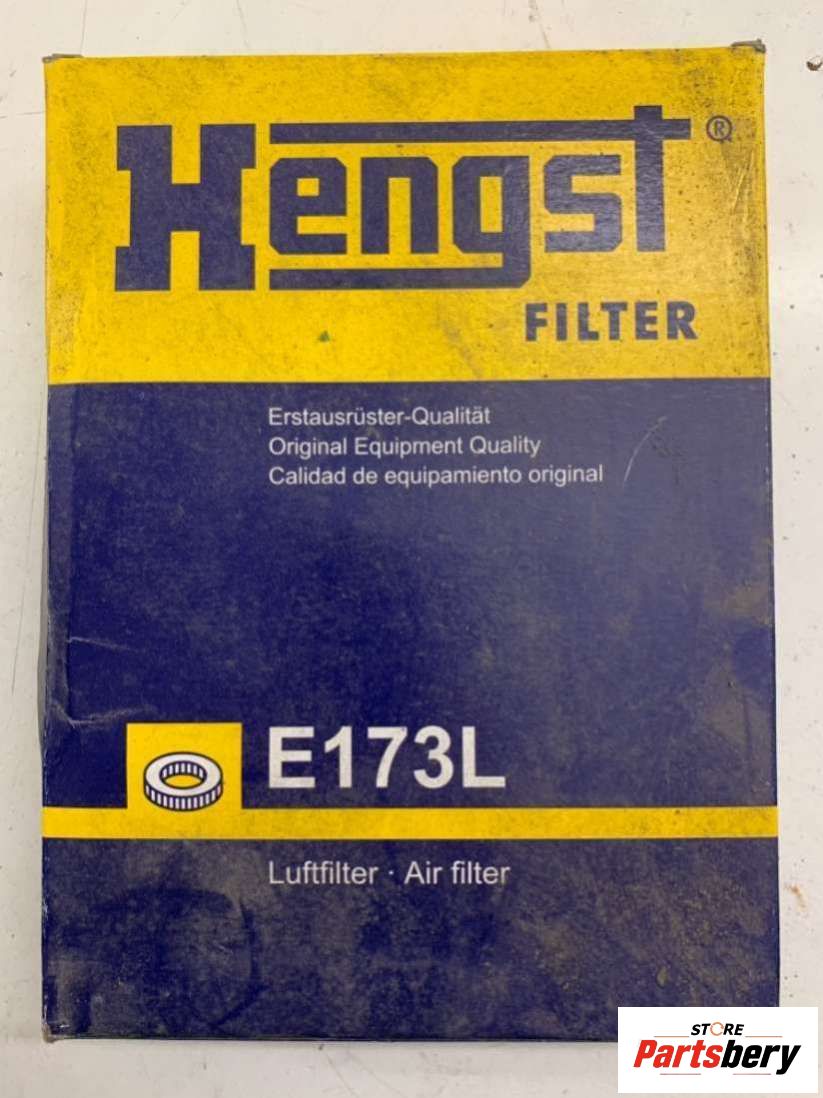 Hengst®
FILTER
Erstausrüster-Qualität
Original Equipment Quality
Calidad de equipamiento original
E173L
Luftfilter · Air filter
STORE
Partsbery